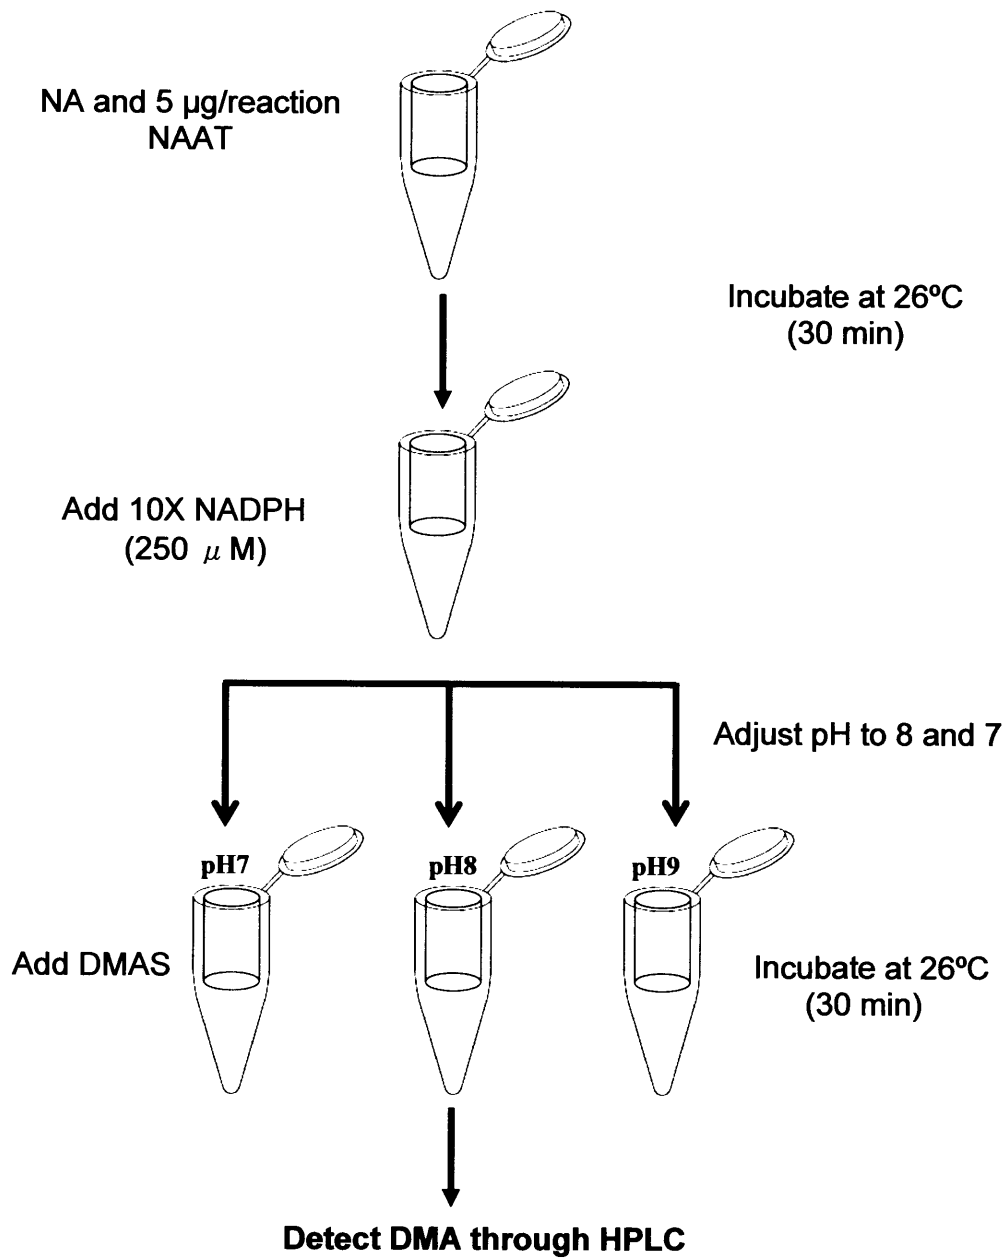 NA and 5 µg/reaction
NAAT
Incubate at 26ºC
(30 min)
Add 10X NADPH
(250 μ M)
Adjust pH to 8 and 7
pH7
pH8
pH9
Add DMAS
Incubate at 26ºC
(30 min)
Detect DMA through HPLC